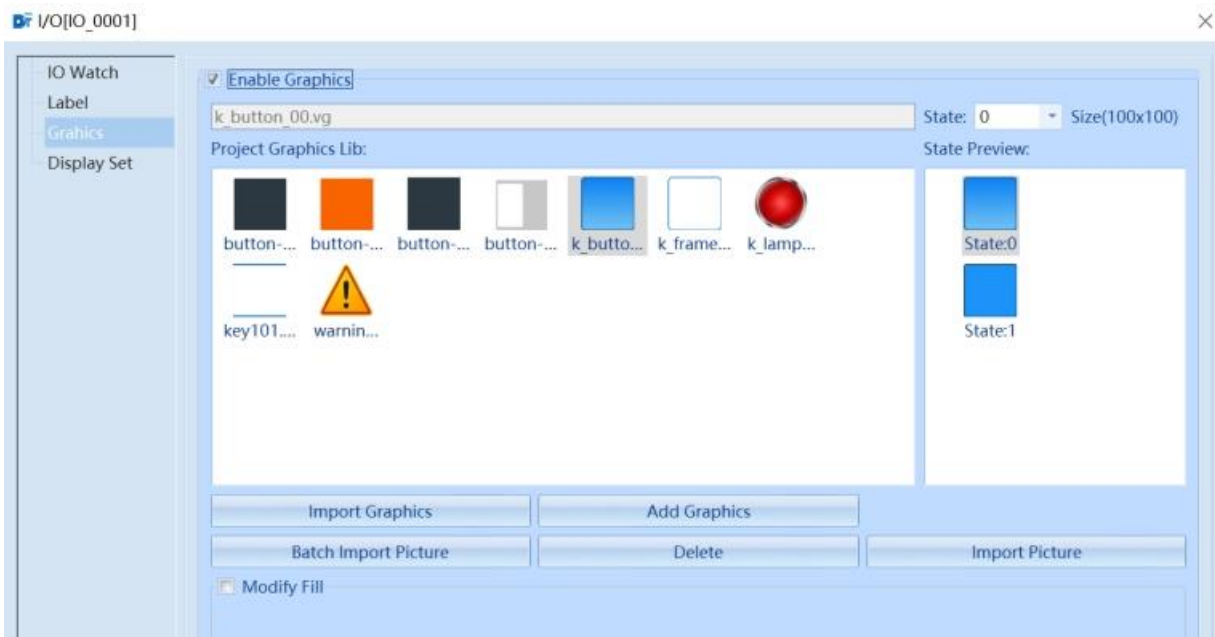 I/O[IO_0001]
IO Watch
Label
Grahics
Display Set
Enable Graphics
k_button_00.vg
State: 0
Size(100x100)
Project Graphics Lib:
State Preview:
button-... button-... button-... button-... k_butto... k_frame... k_lamp...
key101.... warnin...
State:0
State:1
Import Graphics
Add Graphics
Batch Import Picture
Delete
Import Picture
Modify Fill